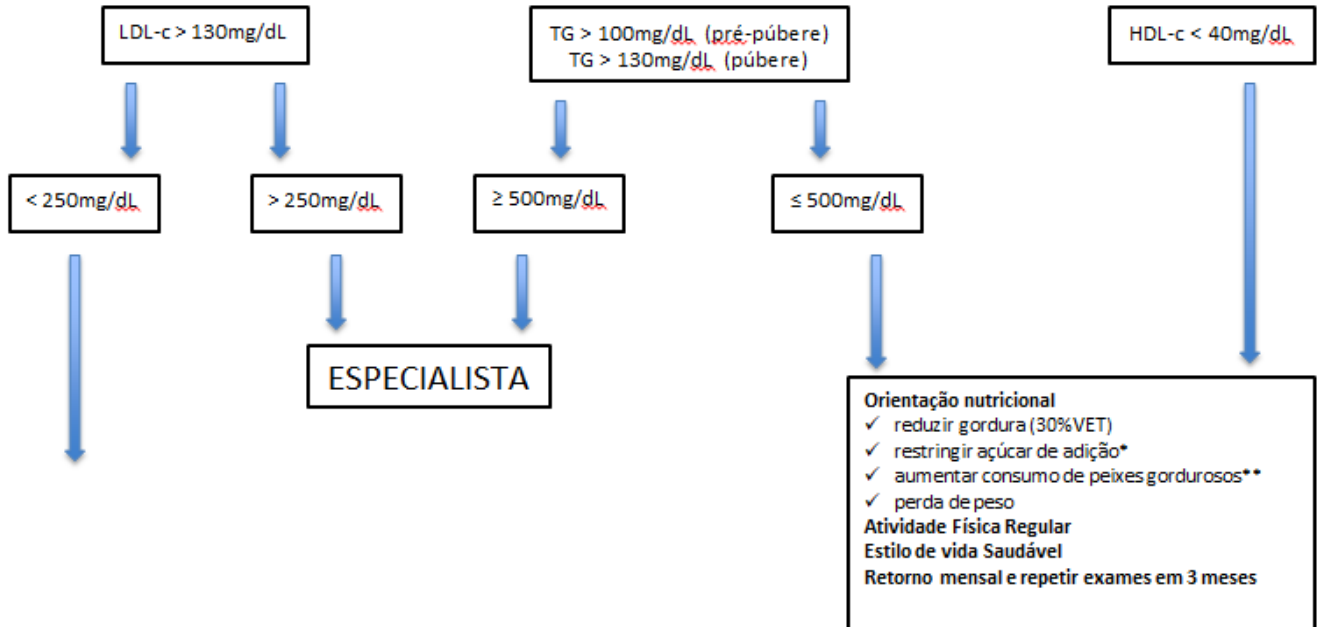 LDL-c > 130mg/dL
TG > 100mg/dL (pré-púbere)
TG > 130mg/dL (púbere)
HDL-c < 40mg/dL
< 250mg/dL
> 250mg/dL
≥ 500mg/dL
≤ 500mg/dL
ESPECIALISTA
Orientação nutricional
✓ reduzir gordura (30%VET)
✓ restringir açúcar de adição*
✓ aumentar consumo de peixes gordurosos**
✓ perda de peso
Atividade Física Regular
Estilo de vida Saudável
Retorno mensal e repetir exames em 3 meses